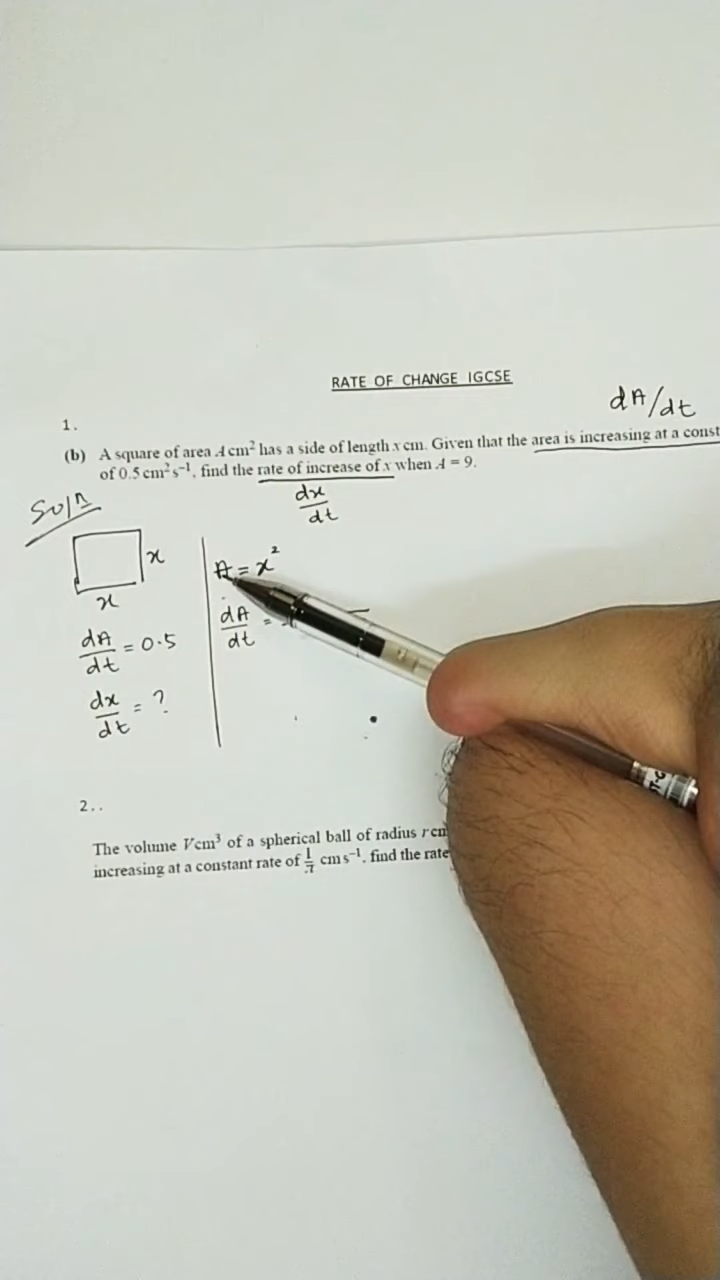 RATE OF CHANGE IGCSE
dA/dt
1.
(b) A square of area A cm² has a side of length x cm. Given that the area is increasing at a const
of 0.5 cm² s⁻¹, find the rate of increase of x when A = 9.
dx/dt
Soln
x
x
A = x²
dA/dt = 0.5
dA/dt =
dx/dt = ?
2..
The volume V cm³ of a spherical ball of radius r cm
increasing at a constant rate of cm s⁻¹, find the rate